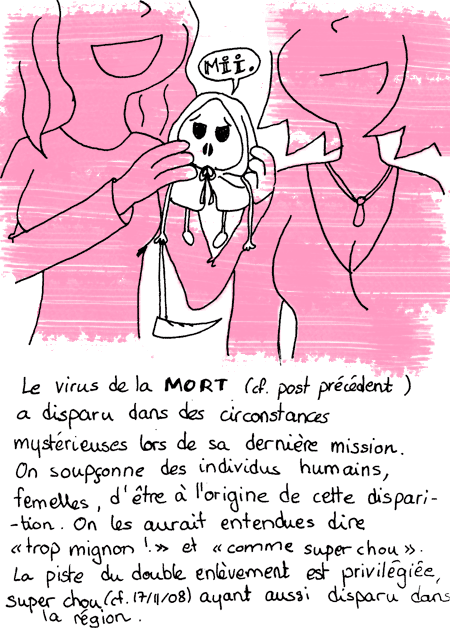 Mii.
Le virus de la MORT (cf. post précédent)
a disparu dans des circonstances
mystérieuses lors de sa dernière mission.
On soupçonne des individus humains,
femelles, d'être à l'origine de cette dispari-
-tion. On les aurait entendues dire
« trop mignon ! » et « comme super chou ».
La piste du double enlèvement est privilégiée,
super chou (cf. 17/11/08) ayant aussi disparu dans
la région.